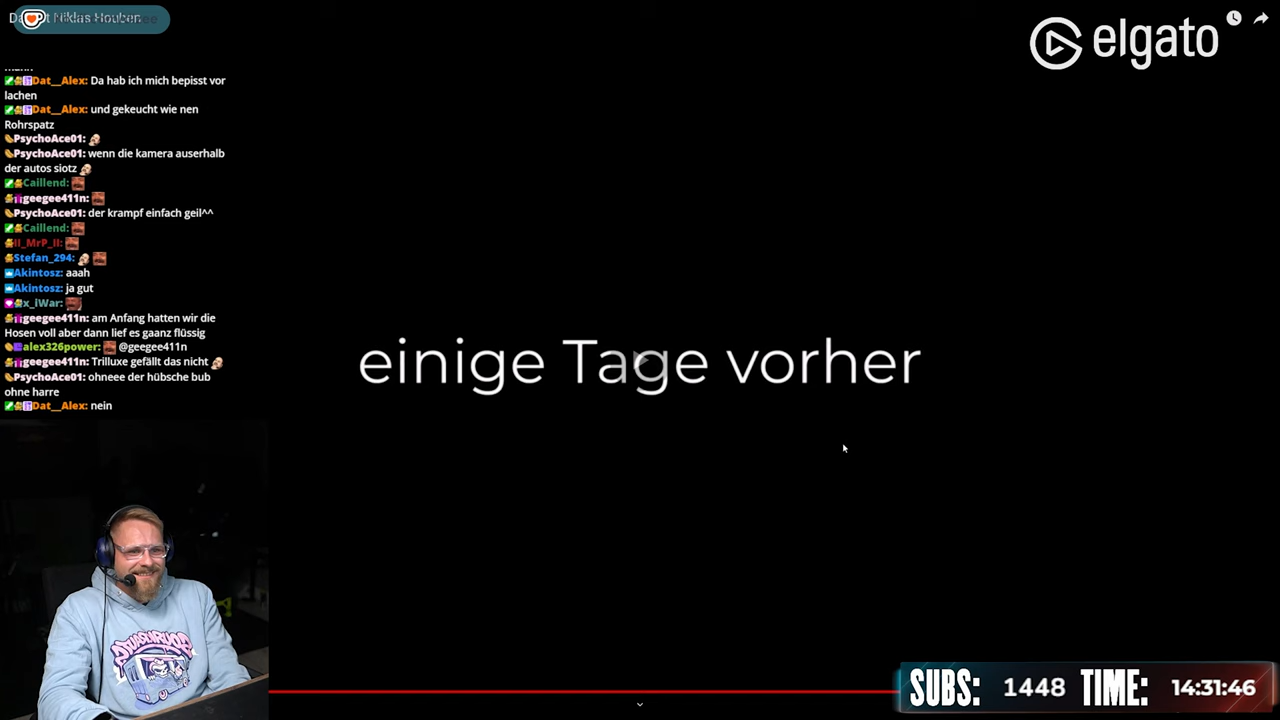 Niklas Houben
elgato
Dat__Alex: Da hab ich mich bepisst vor
lachen
Dat__Alex: und gekeucht wie nen
Rohrspatz
PsychoAce01:
PsychoAce01: wenn die kamera auserhalb
der autos siotz
Caillend:
geegee411n:
PsychoAce01: der krampf einfach geil^^
Caillend:
II_MrP_II:
Stefan_294:
Akintosz: aaah
Akintosz: ja gut
x_iWar:
geegee411n: am Anfang hatten wir die
Hosen voll aber dann lief es gaanz flüssig
alex326power: @geegee411n
geegee411n: Trilluxe gefällt das nicht
PsychoAce01: ohneee der hübsche bub
ohne harre
Dat__Alex: nein
einige Tage vorher
SUBS: 1448 TIME: 14:31:46